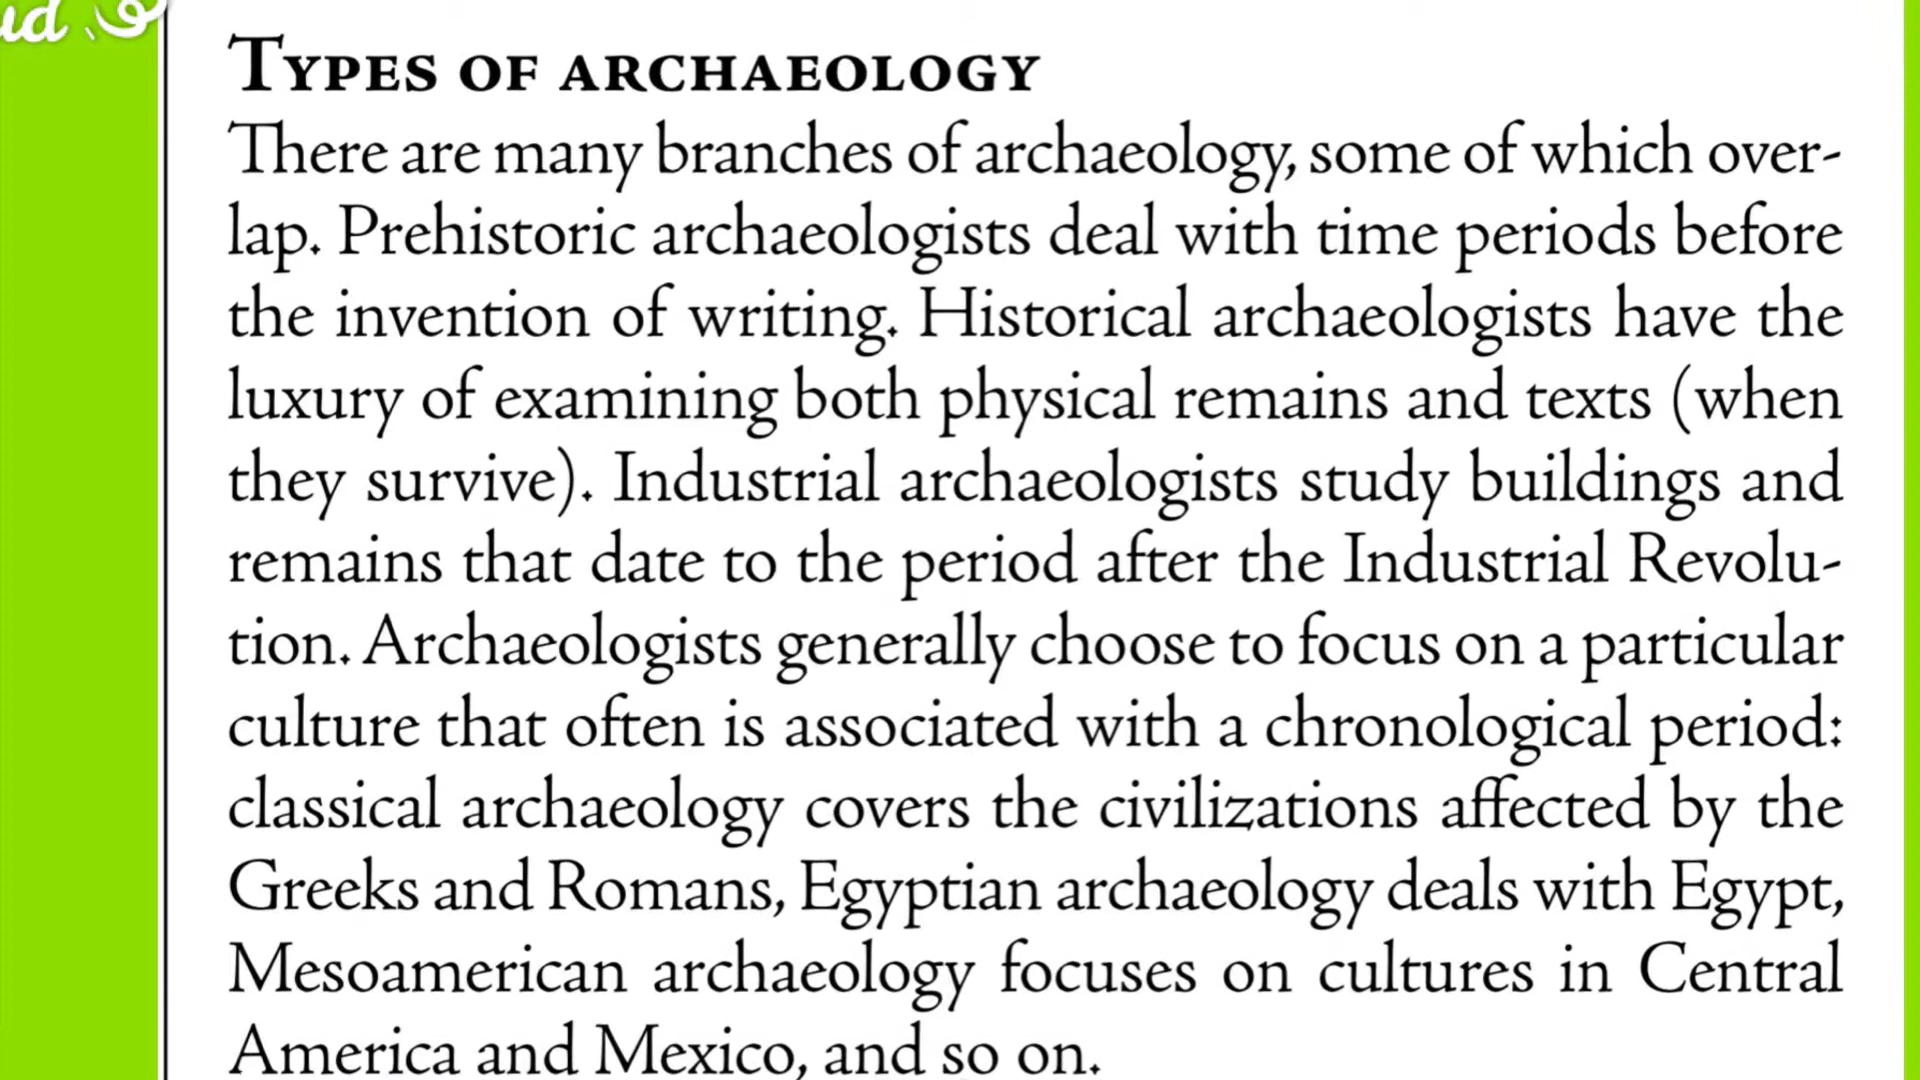 TYPES OF ARCHAEOLOGY
There are many branches of archaeology, some of which over-
lap. Prehistoric archaeologists deal with time periods before
the invention of writing. Historical archaeologists have the
luxury of examining both physical remains and texts (when
they survive). Industrial archaeologists study buildings and
remains that date to the period after the Industrial Revolu-
tion. Archaeologists generally choose to focus on a particular
culture that often is associated with a chronological period:
classical archaeology covers the civilizations affected by the
Greeks and Romans, Egyptian archaeology deals with Egypt,
Mesoamerican archaeology focuses on cultures in Central
America and Mexico, and so on.